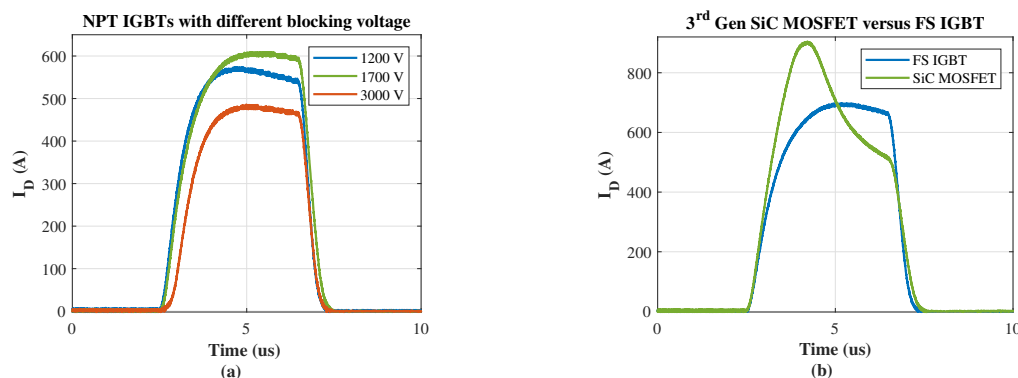 NPT IGBTs with different blocking voltage
600
500
400
300
200
100
0
I_D (A)
1200 V
1700 V
3000 V
0
5
10
Time (us)
(a)
3rd Gen SiC MOSFET versus FS IGBT
800
600
400
200
0
I_D (A)
FS IGBT
SiC MOSFET
0
5
10
Time (us)
(b)